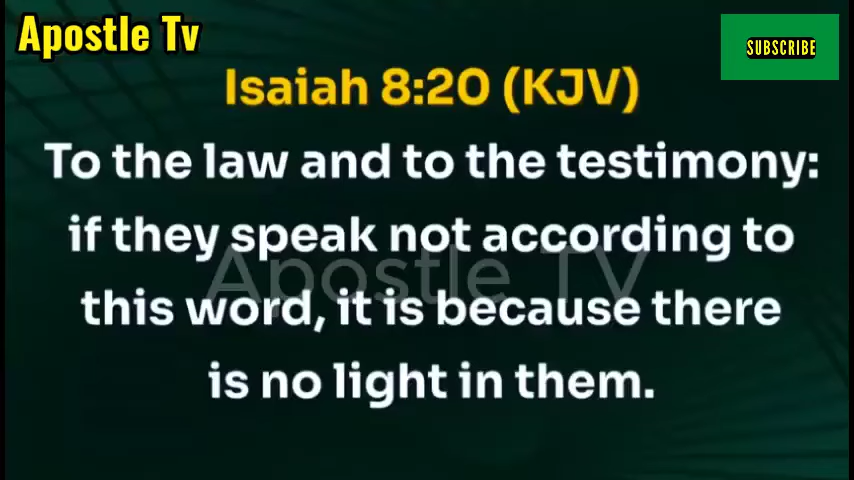 Apostle Tv
SUBSCRIBE
Isaiah 8:20 (KJV)
To the law and to the testimony:
if they speak not according to
Apostle TV
this word, it is because there
is no light in them.